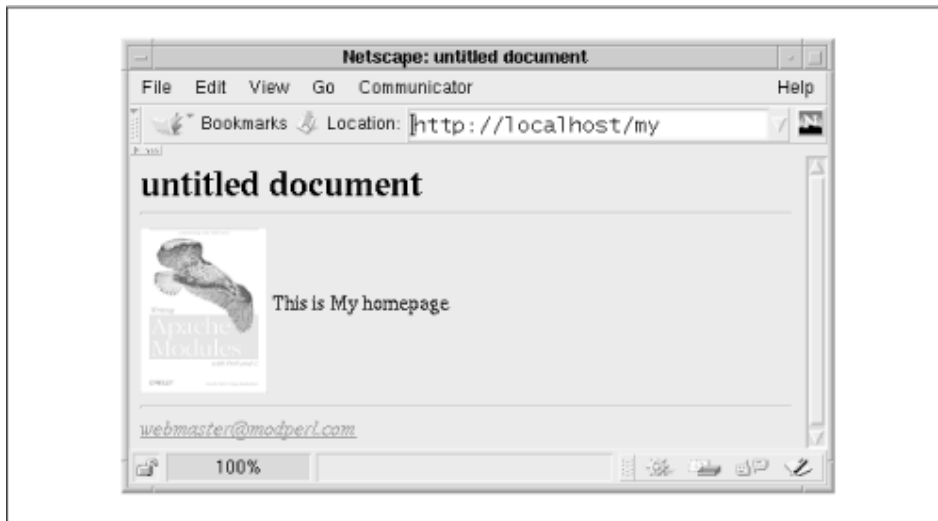 Netscape: untitled document
File Edit View Go Communicator Help
Bookmarks Location: http://localhost/my
N
untitled document
Apache
Modules
This is My homepage
webmaster@modperl.com
100%